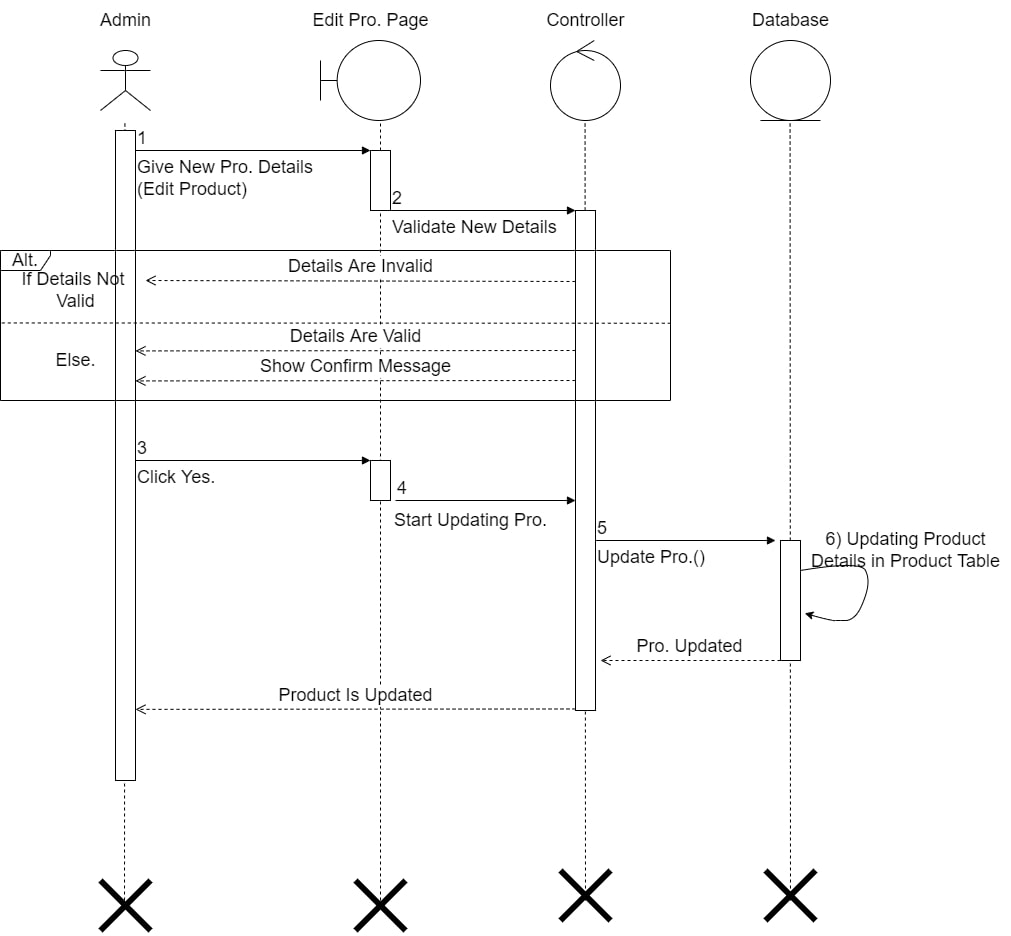 Admin
Edit Pro. Page
Controller
Database
1
Give New Pro. Details
(Edit Product)
2
Validate New Details
Alt.
If Details Not
Valid
Details Are Invalid
Details Are Valid
Else.
Show Confirm Message
3
Click Yes.
4
Start Updating Pro.
5
Update Pro.()
6) Updating Product
Details in Product Table
Pro. Updated
Product Is Updated